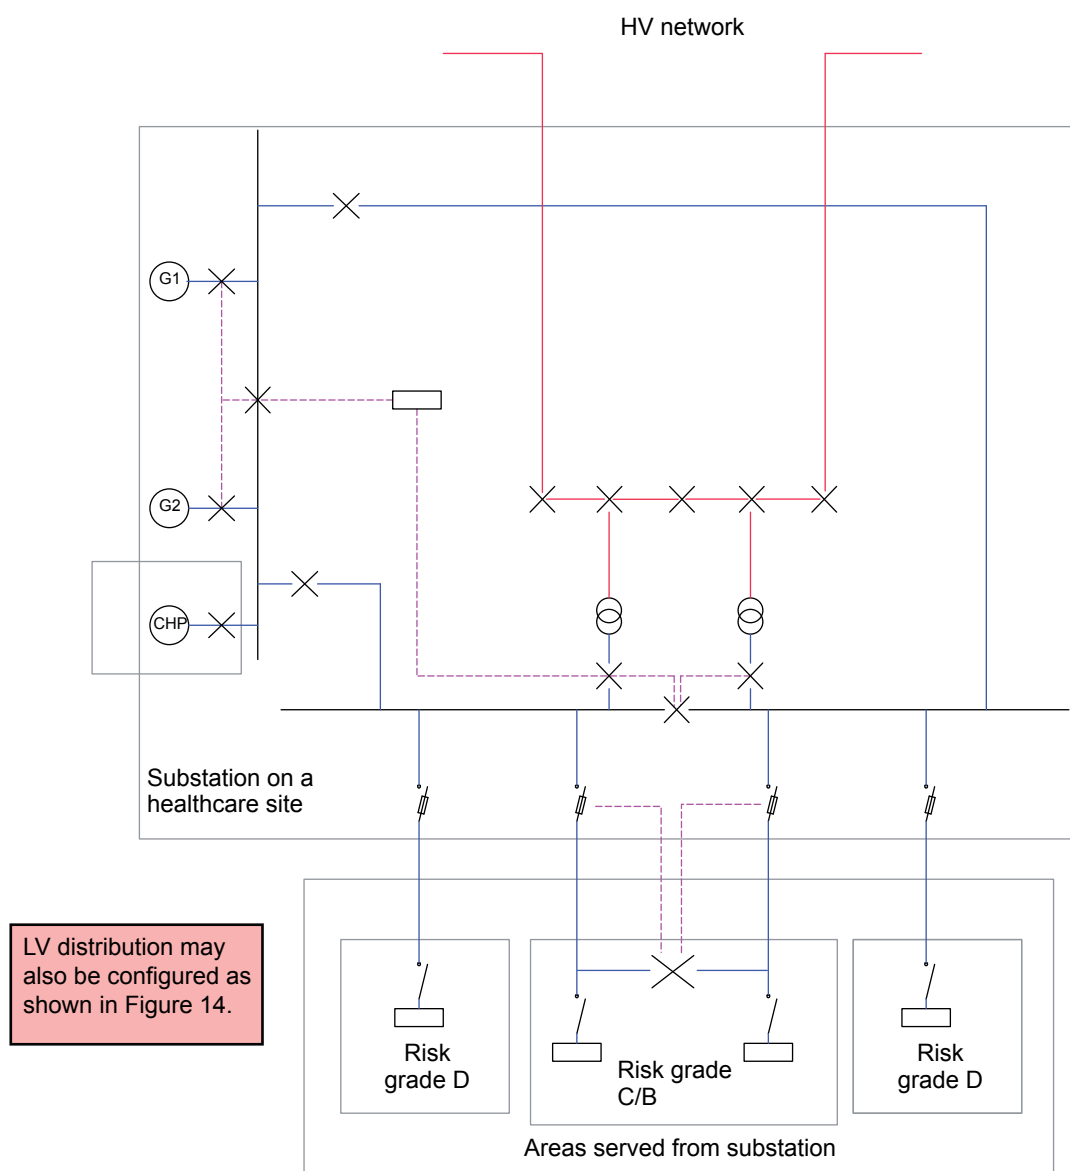 HV network
G1
G2
CHP
Substation on a
healthcare site
LV distribution may
also be configured as
shown in Figure 14.
Risk
grade D
Risk grade
C/B
Risk
grade D
Areas served from substation